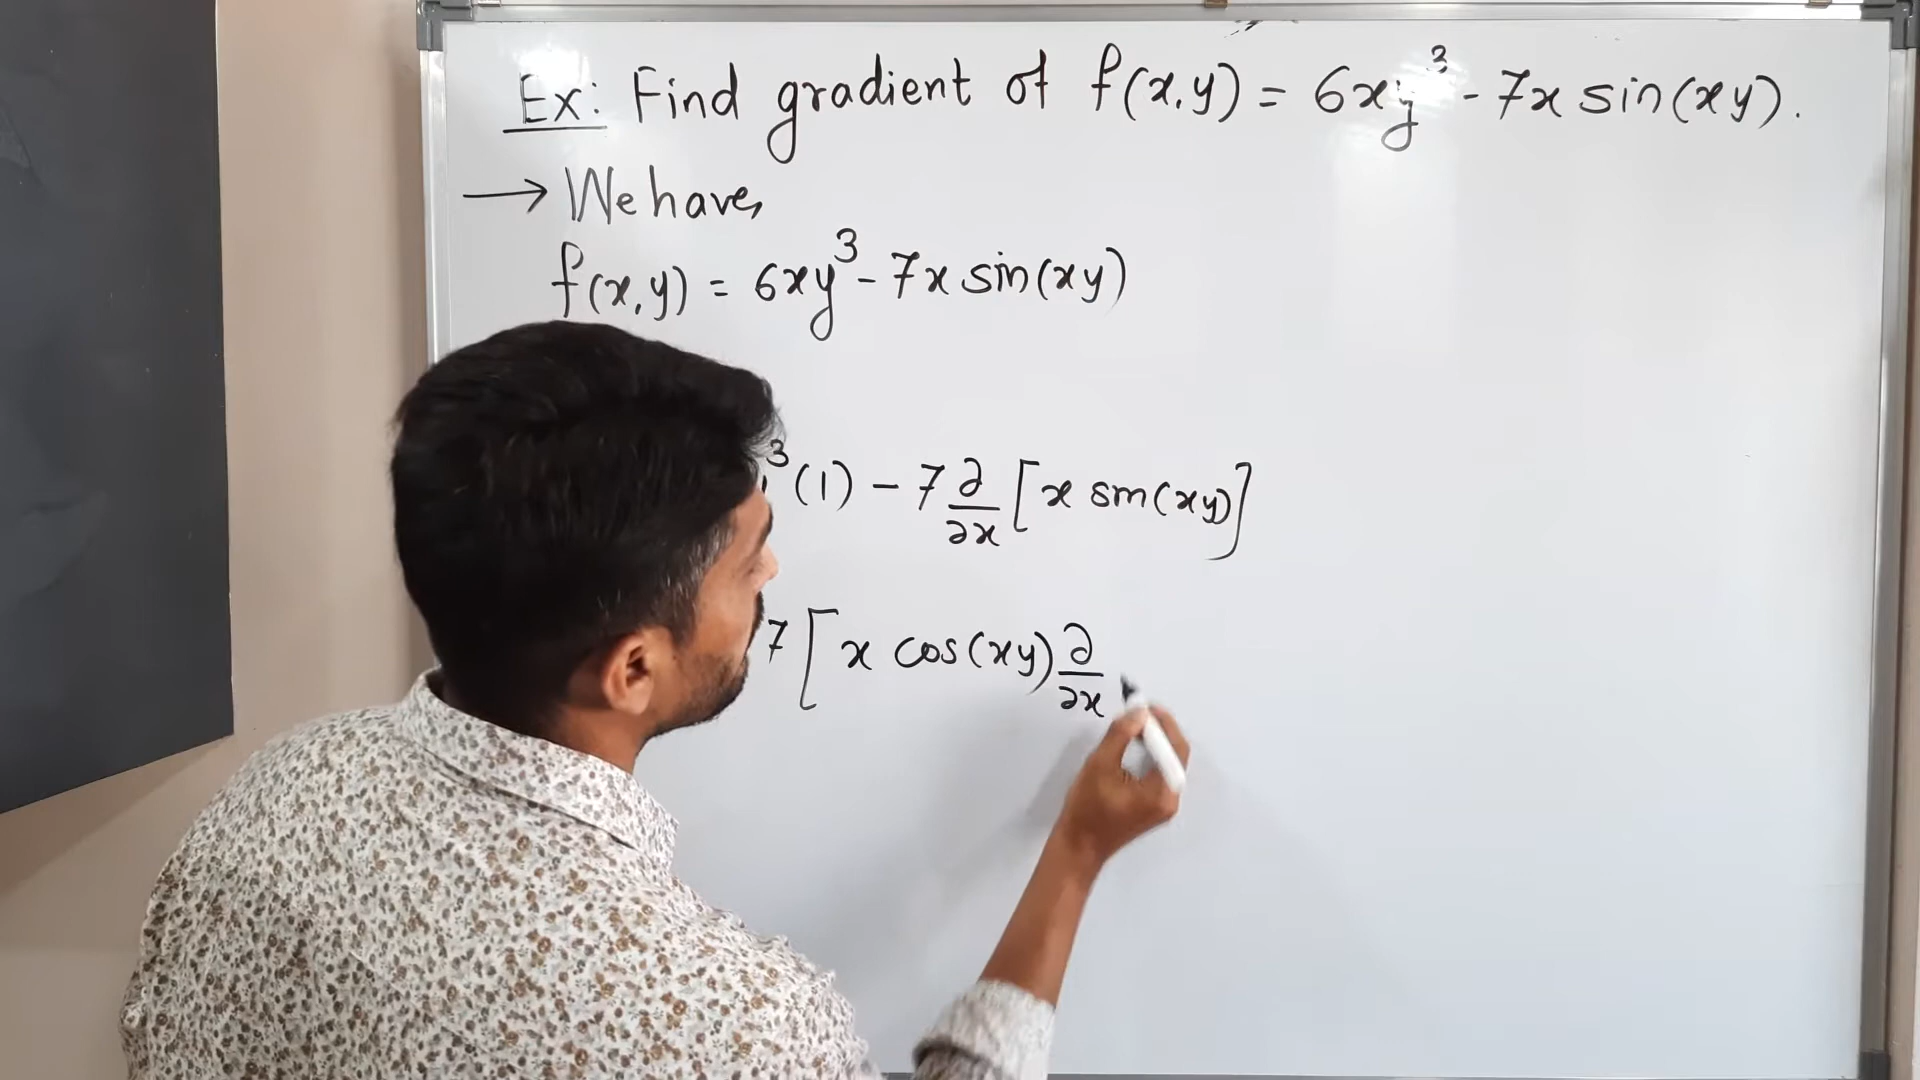 Ex: Find gradient of f(x,y) = 6xy³ - 7x sin(xy).
→ We have,
f(x,y) = 6xy³ - 7x sin(xy)
³(1) - 7 ∂/∂x [x sin(xy)]
7 [x cos(xy) ∂/∂x